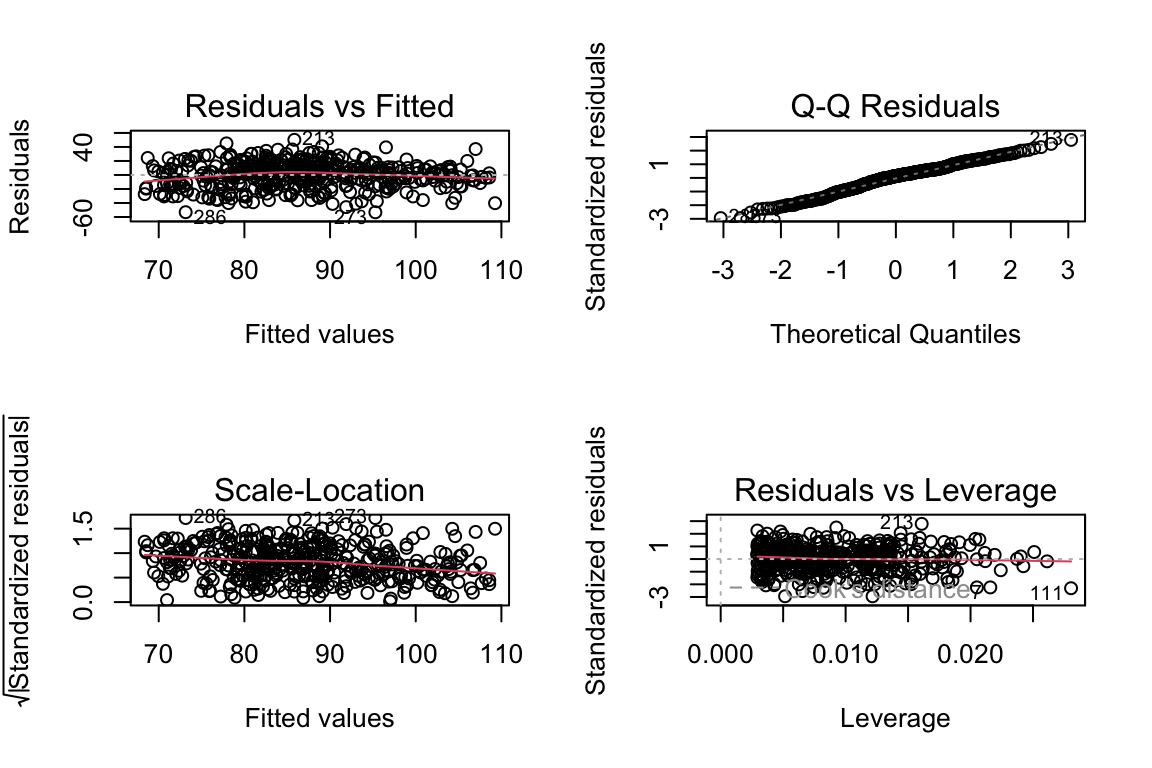 Residuals vs Fitted
Residuals
40
-60
213
286
273
70 80 90 100 110
Fitted values
Q-Q Residuals
Standardized residuals
1
-3
213
-3 -2 -1 0 1 2 3
Theoretical Quantiles
Scale-Location
√|Standardized residuals|
1.5
0.0
286
213
273
70 80 90 100 110
Fitted values
Residuals vs Leverage
Standardized residuals
1
-3
213
Cook's distance
7
111
0.000 0.010 0.020
Leverage